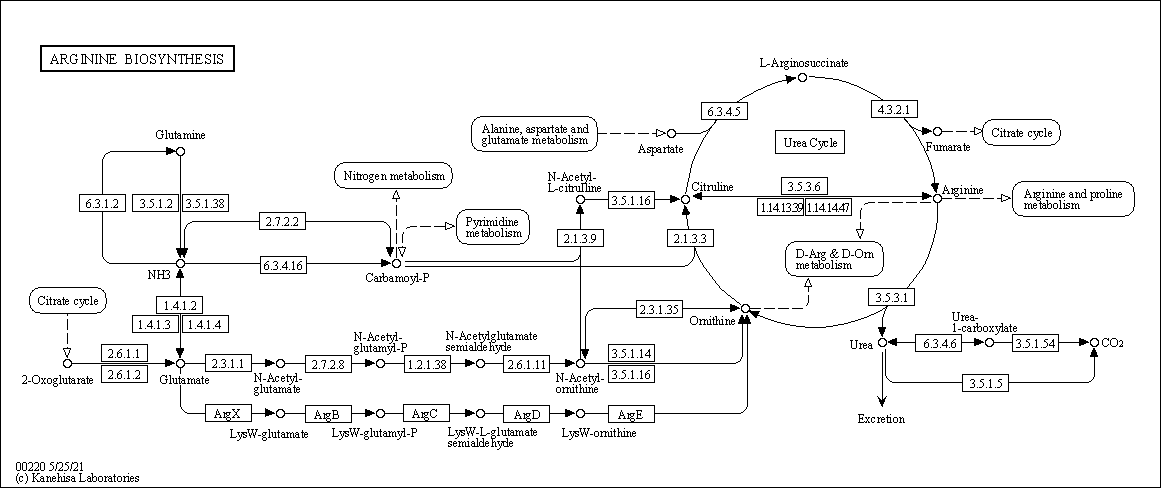 ARGININE BIOSYNTHESIS
L-Arginosuccinate
6.3.4.5
4.3.2.1
Alanine, aspartate and
glutamate metabolism
Aspartate
Urea Cycle
Fumarate
Citrate cycle
Glutamine
Nitrogen metabolism
N-Acetyl-
L-citrulline
3.5.1.16
Citruline
3.5.3.6
1.14.13.39
1.14.14.47
Arginine
Arginine and proline
metabolism
6.3.1.2
3.5.1.2
3.5.1.38
2.7.2.2
Pyrimidine
metabolism
2.1.3.9
2.1.3.3
D-Arg & D-Orn
metabolism
NH3
6.3.4.16
Carbamoyl-P
Citrate cycle
1.4.1.2
1.4.1.3
1.4.1.4
2.3.1.35
Ornithine
3.5.3.1
Urea-
1-carboxylate
Urea
6.3.4.6
3.5.1.54
CO2
2-Oxoglutarate
2.6.1.1
2.6.1.2
Glutamate
2.3.1.1
N-Acetyl-
glutamate
2.7.2.8
N-Acetyl-
glutamyl-P
1.2.1.38
N-Acetylglutamate
semialdehyde
2.6.1.11
N-Acetyl-
ornithine
3.5.1.14
3.5.1.16
3.5.1.5
Excretion
ArgX
LysW-glutamate
ArgB
LysW-glutamyl-P
ArgC
LysW-L-glutamate
semialdehyde
ArgD
LysW-ornithine
ArgE
00220 5/25/21
(c) Kanehisa Laboratories